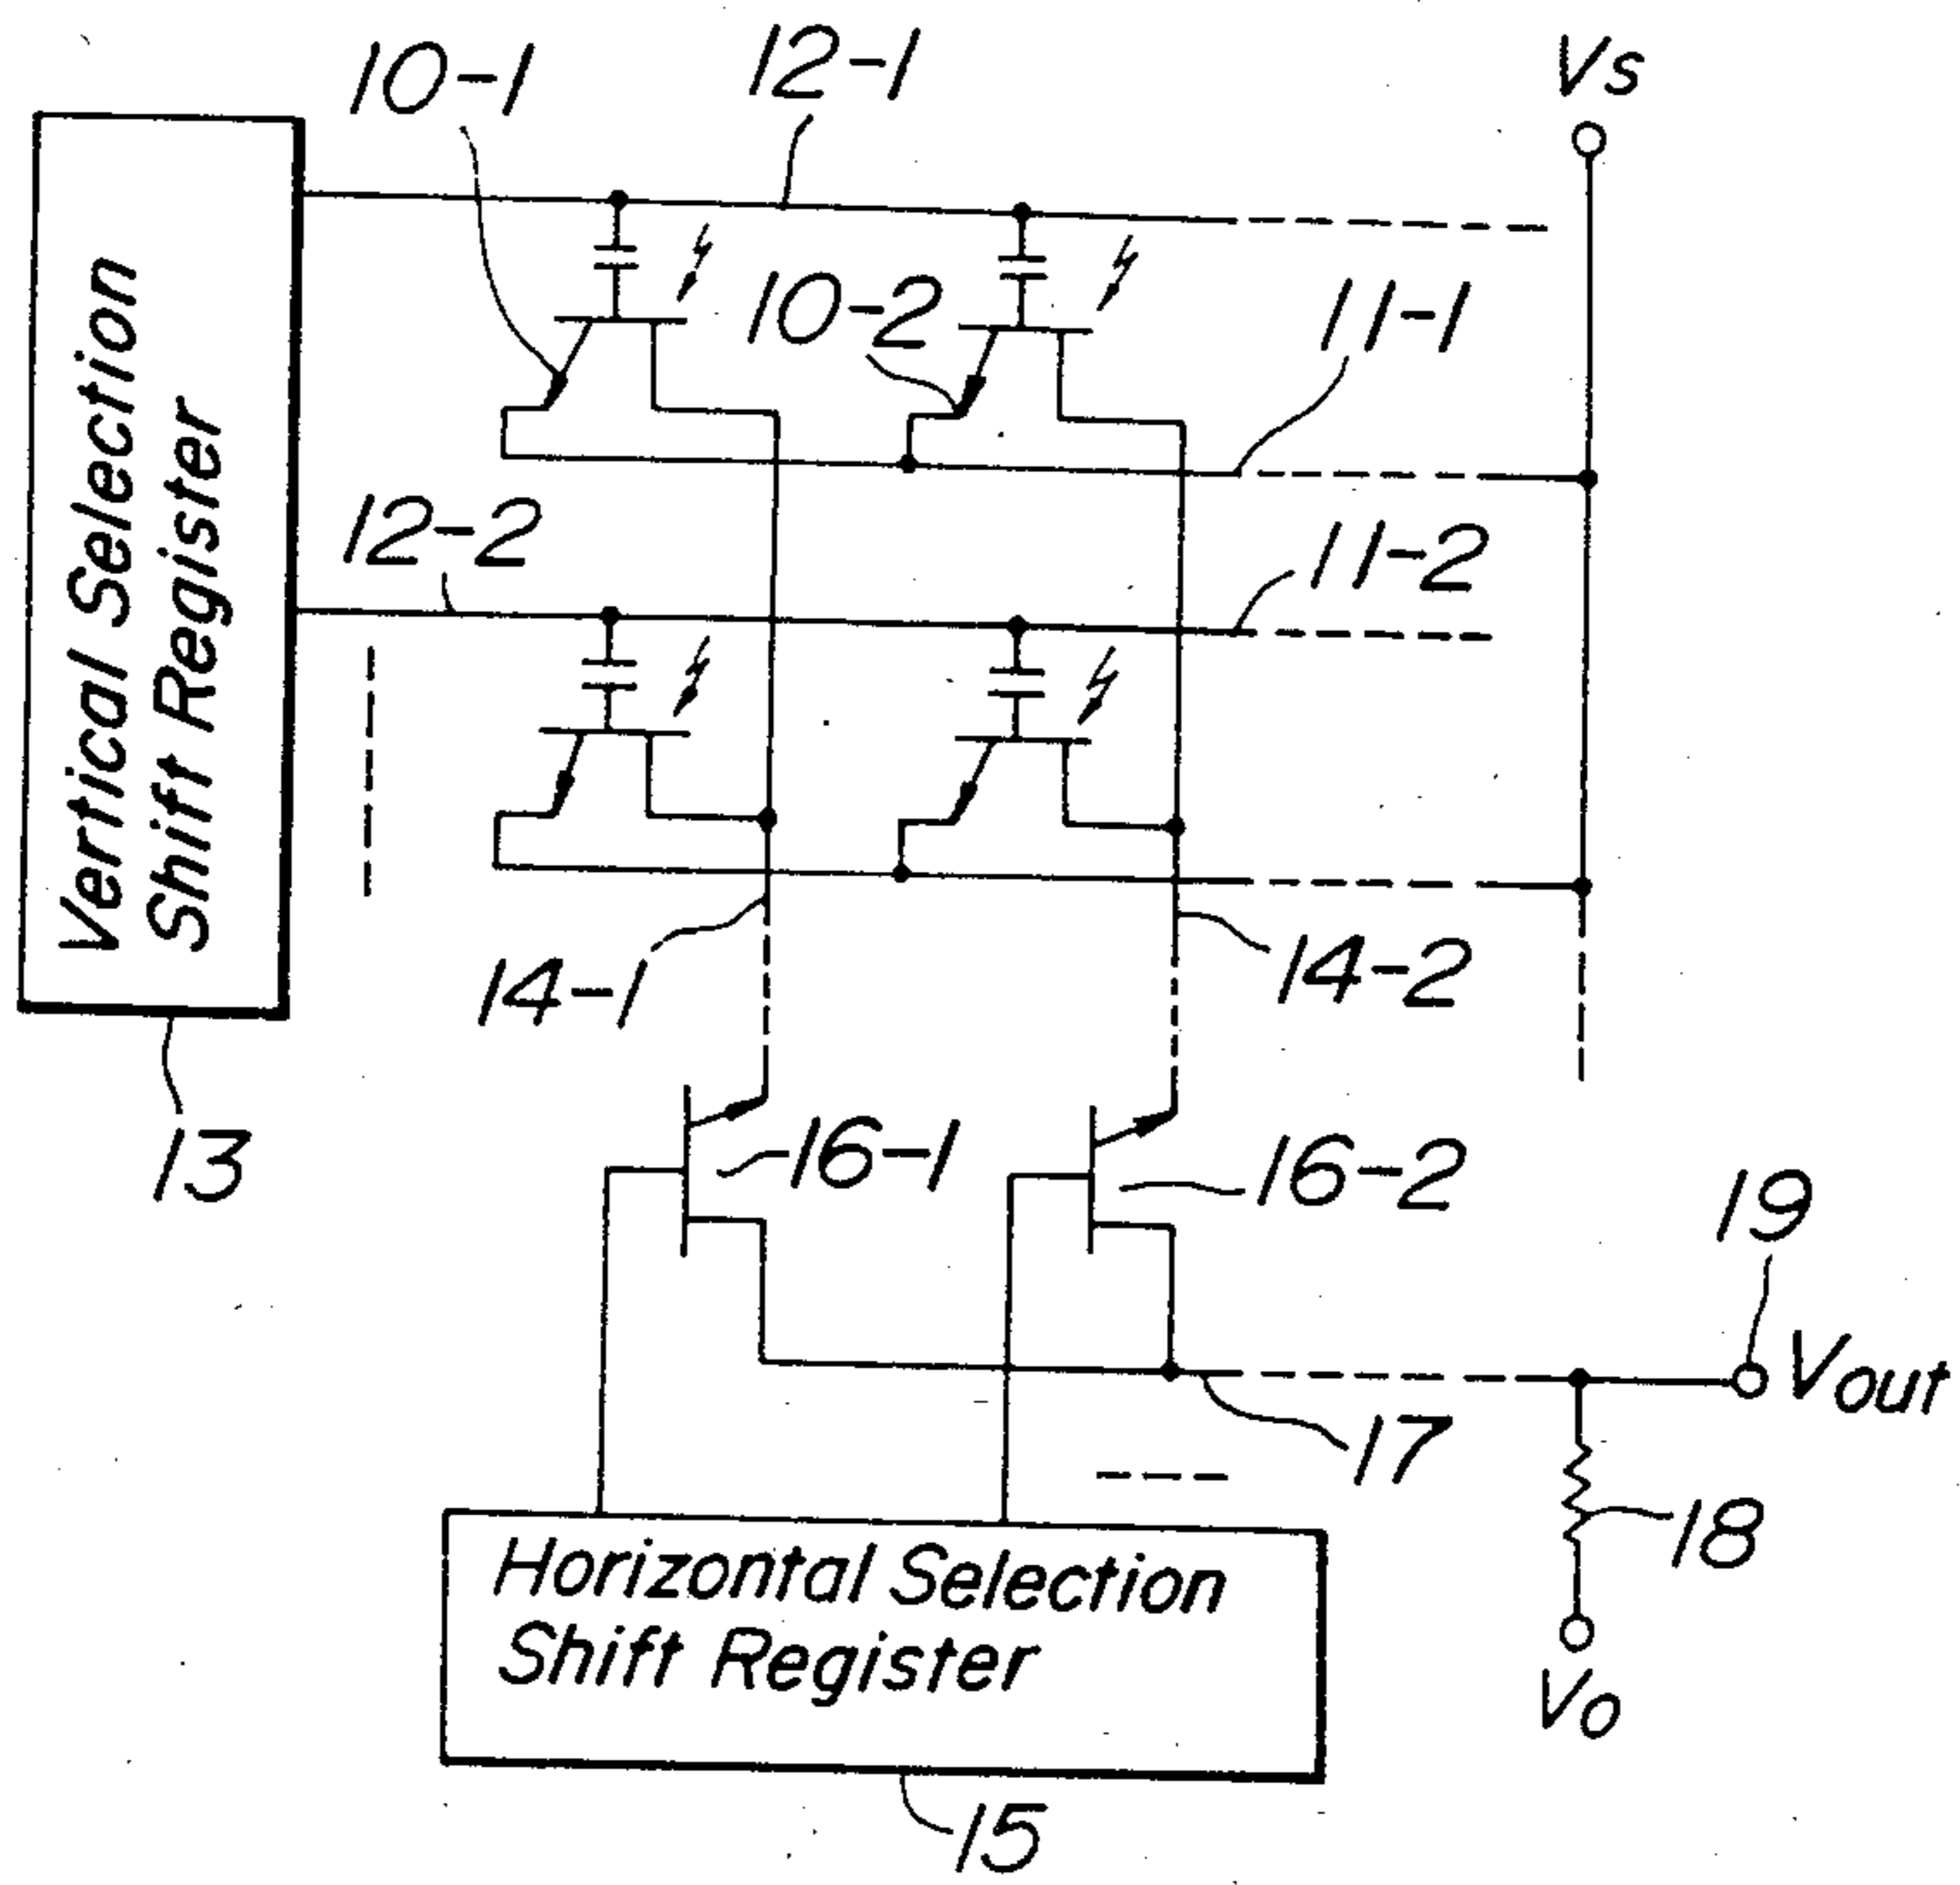 10-1
12-1
Vs
10-2
11-1
Vertical Selection
Shift Register
12-2
11-2
14-1
14-2
13
16-1
16-2
19
Vout
17
18
Horizontal Selection
Shift Register
Vo
15